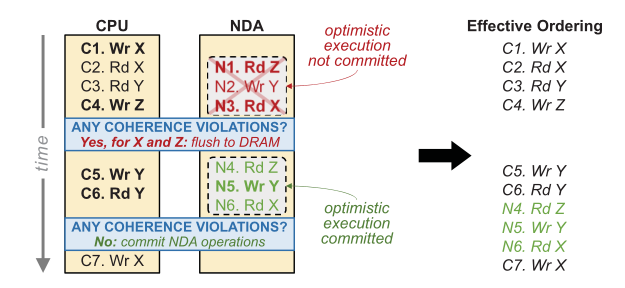 CPU
NDA
Effective Ordering
time
C1. Wr X
C2. Rd X
C3. Rd Y
C4. Wr Z
N1. Rd Z
N2. Wr Y
N3. Rd X
optimistic
execution
not committed
ANY COHERENCE VIOLATIONS?
Yes, for X and Z: flush to DRAM
C5. Wr Y
C6. Rd Y
N4. Rd Z
N5. Wr Y
N6. Rd X
optimistic
execution
committed
ANY COHERENCE VIOLATIONS?
No: commit NDA operations
C7. Wr X
C1. Wr X
C2. Rd X
C3. Rd Y
C4. Wr Z
C5. Wr Y
C6. Rd Y
N4. Rd Z
N5. Wr Y
N6. Rd X
C7. Wr X